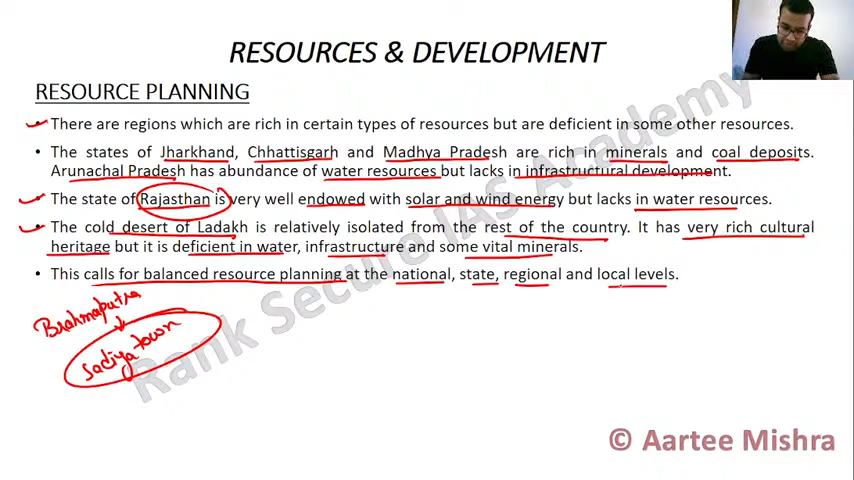 RESOURCES & DEVELOPMENT
RESOURCE PLANNING
• There are regions which are rich in certain types of resources but are deficient in some other resources.
• The states of Jharkhand, Chhattisgarh and Madhya Pradesh are rich in minerals and coal deposits.
Arunachal Pradesh has abundance of water resources but lacks in infrastructural development.
• The state of Rajasthan is very well endowed with solar and wind energy but lacks in water resources.
• The cold desert of Ladakh is relatively isolated from the rest of the country. It has very rich cultural
heritage but it is deficient in water, infrastructure and some vital minerals.
• This calls for balanced resource planning at the national, state, regional and local levels.
Brahmaputra
Sadiya town
Rank Secure IAS Academy
© Aartee Mishra